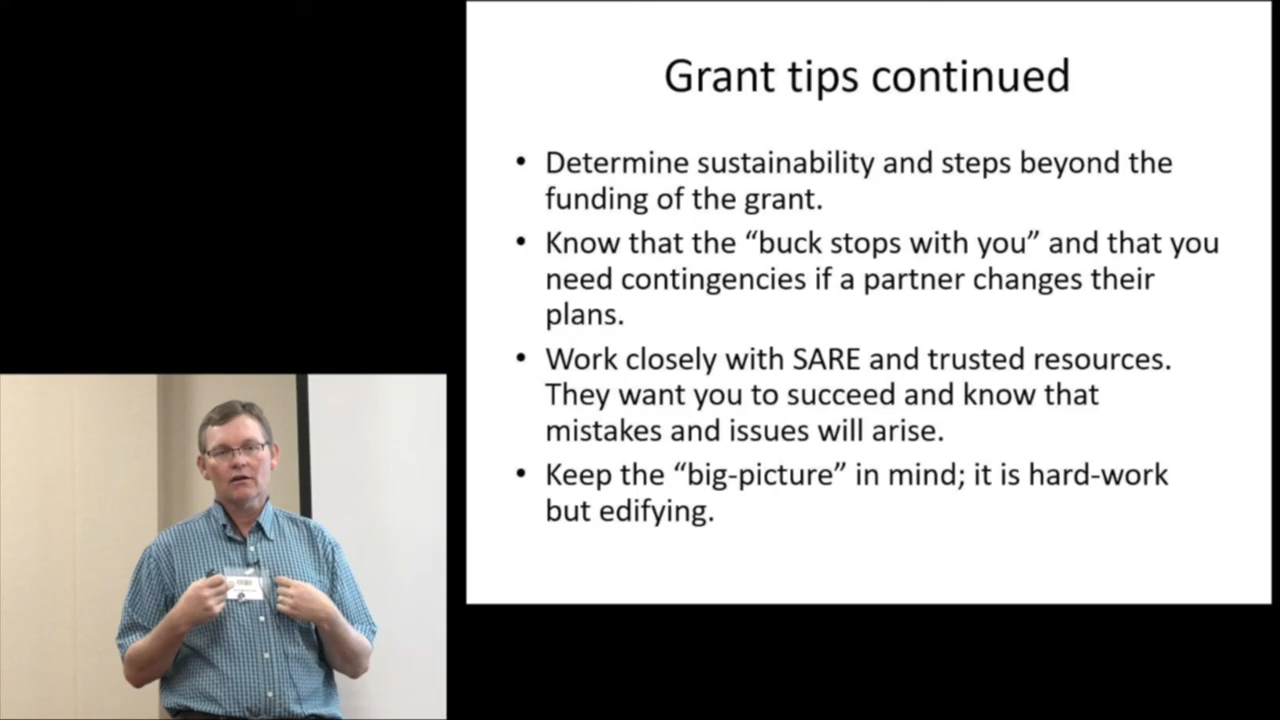 Grant tips continued
• Determine sustainability and steps beyond the
funding of the grant.
• Know that the “buck stops with you” and that you
need contingencies if a partner changes their
plans.
• Work closely with SARE and trusted resources.
They want you to succeed and know that
mistakes and issues will arise.
• Keep the “big-picture” in mind; it is hard-work
but edifying.